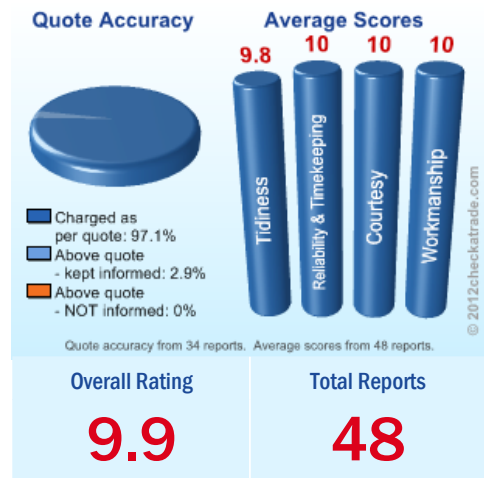 Quote Accuracy
Average Scores
9.8
10
10
10
Tidiness
Reliability & Timekeeping
Courtesy
Workmanship
Charged as
per quote: 97.1%
Above quote
- kept informed: 2.9%
Above quote
- NOT informed: 0%
© 2012checkatrade.com
Quote accuracy from 34 reports. Average scores from 48 reports.
Overall Rating
9.9
Total Reports
48